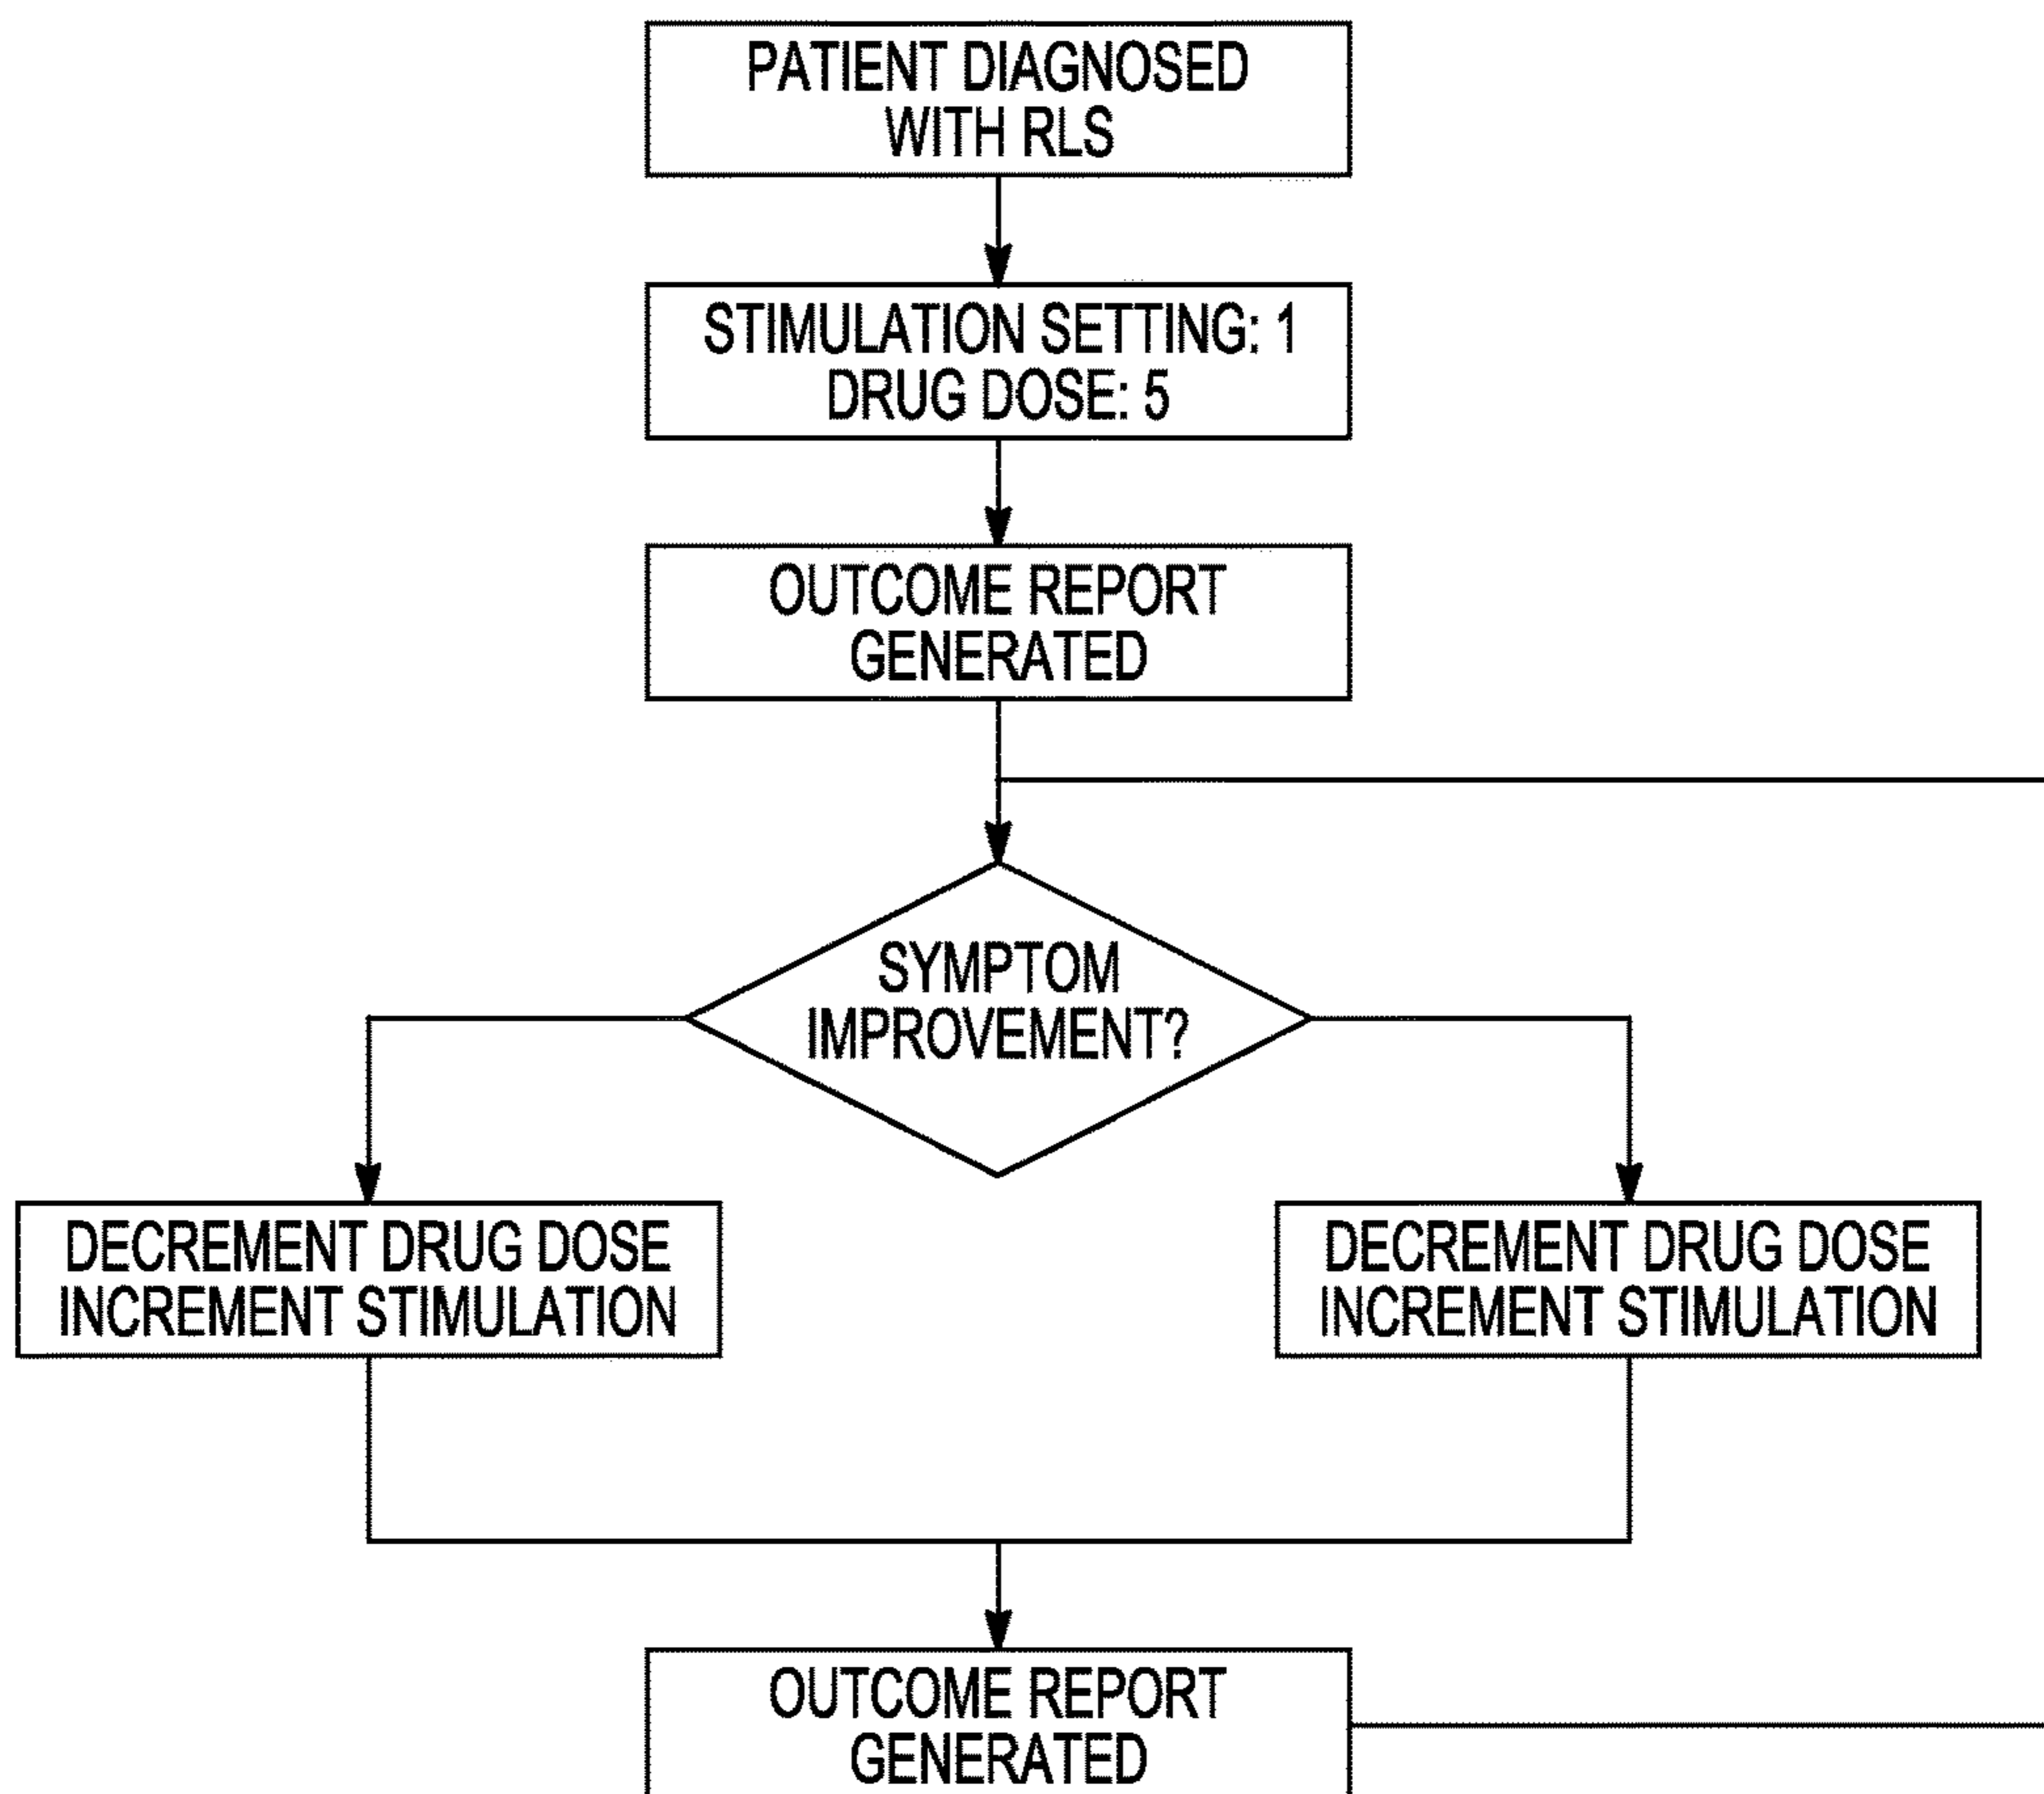 PATIENT DIAGNOSED
WITH RLS
STIMULATION SETTING: 1
DRUG DOSE: 5
OUTCOME REPORT
GENERATED
SYMPTOM
IMPROVEMENT?
DECREMENT DRUG DOSE
INCREMENT STIMULATION
DECREMENT DRUG DOSE
INCREMENT STIMULATION
OUTCOME REPORT
GENERATED